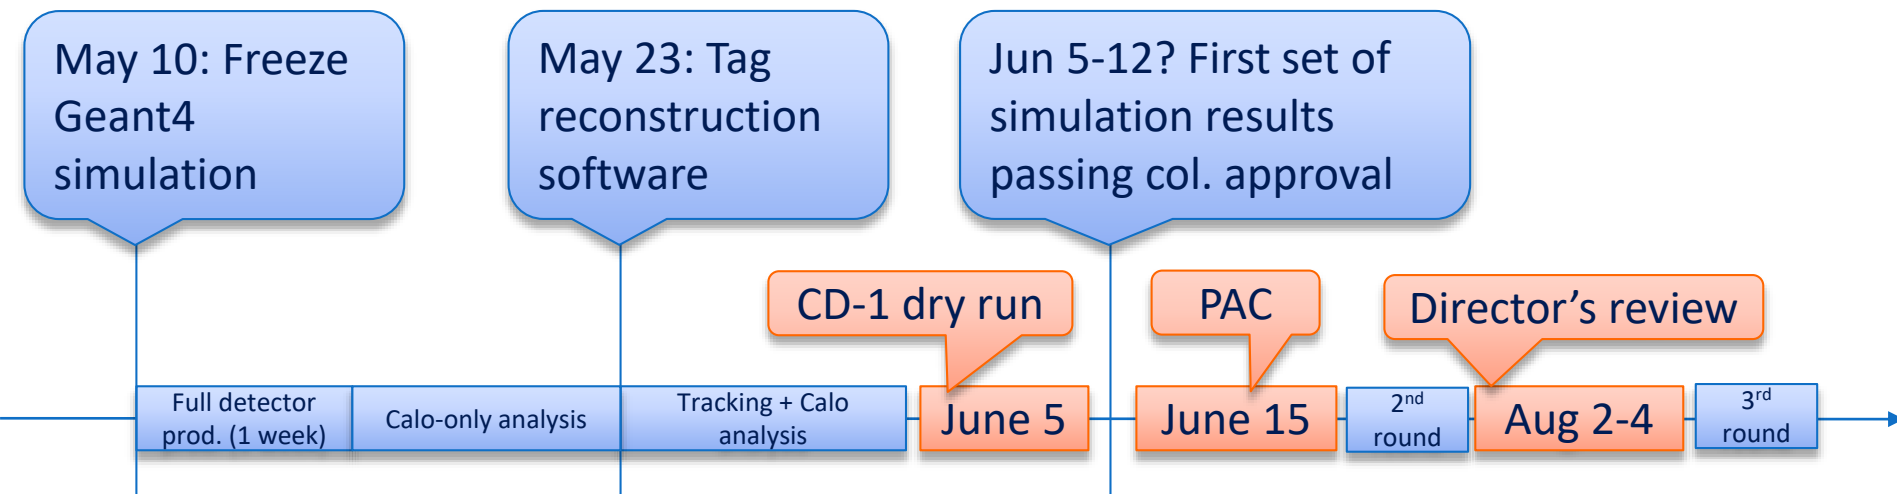 May 10: Freeze
Geant4
simulation
May 23: Tag
reconstruction
software
Jun 5-12? First set of
simulation results
passing col. approval
CD-1 dry run
PAC
Director’s review
Full detector
prod. (1 week)
Calo-only analysis
Tracking + Calo
analysis
June 5
June 15
2nd
round
Aug 2-4
3rd
round